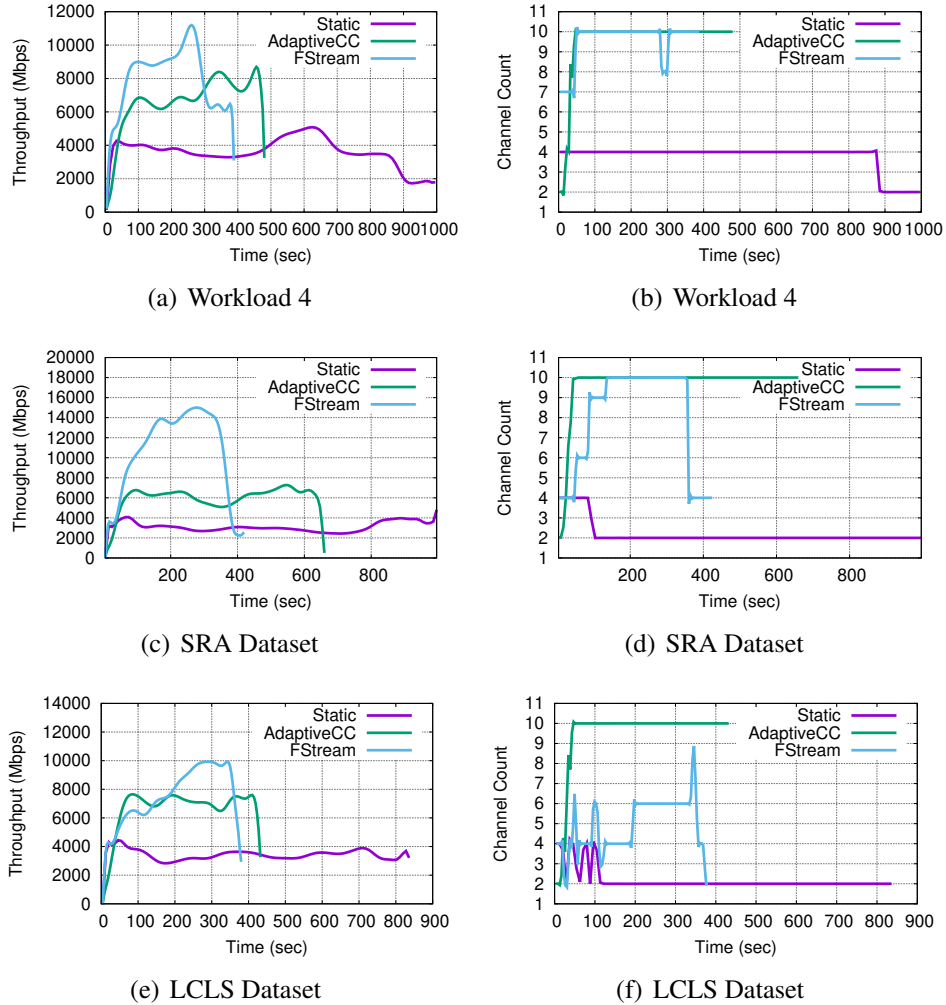 12000
10000
8000
6000
4000
2000
0
Throughput (Mbps)
Static
AdaptiveCC
FStream
0 100 200 300 400 500 600 700 800 9001000
Time (sec)
(a) Workload 4
11
10
9
8
7
6
5
4
3
2
1
Channel Count
Static
AdaptiveCC
FStream
0 100 200 300 400 500 600 700 800 9001000
Time (sec)
(b) Workload 4
20000
18000
16000
14000
12000
10000
8000
6000
4000
2000
0
Throughput (Mbps)
Static
AdaptiveCC
FStream
200 400 600 800
Time (sec)
(c) SRA Dataset
11
10
9
8
7
6
5
4
3
2
1
Channel Count
Static
AdaptiveCC
FStream
200 400 600 800
Time (sec)
(d) SRA Dataset
14000
12000
10000
8000
6000
4000
2000
0
Throughput (Mbps)
Static
AdaptiveCC
FStream
0 100 200 300 400 500 600 700 800 900
Time (sec)
(e) LCLS Dataset
11
10
9
8
7
6
5
4
3
2
1
Channel Count
Static
AdaptiveCC
FStream
0 100 200 300 400 500 600 700 800 900
Time (sec)
(f) LCLS Dataset